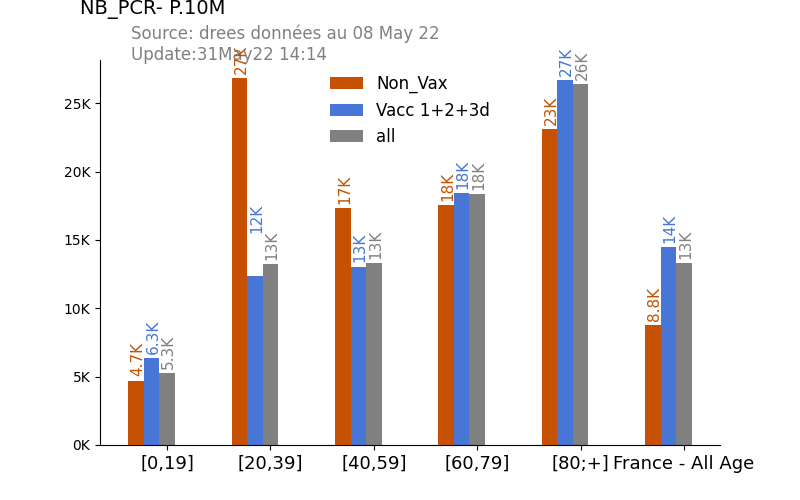 NB_PCR- P.10M
Source: drees données au 08 May 22
Update:31May22 14:14
Non_Vax
Vacc 1+2+3d
all
25K
20K
15K
10K
5K
0K
4.7K
6.3K
5.3K
27K
12K
13K
17K
13K
13K
18K
18K
18K
23K
27K
26K
8.8K
14K
13K
[0,19]
[20,39]
[40,59]
[60,79]
[80;+]
France - All Age